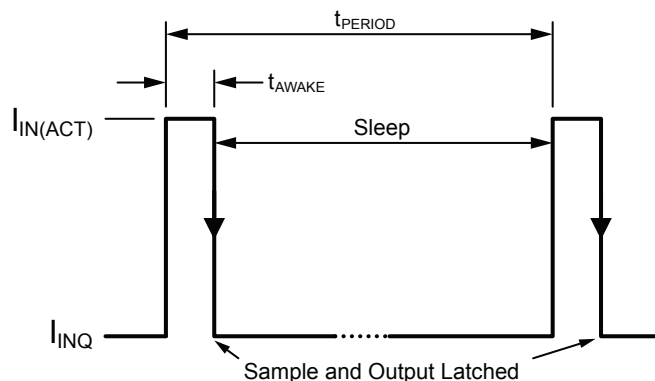 tPERIOD
tAWAKE
IIN(ACT)
Sleep
IINQ
Sample and Output Latched